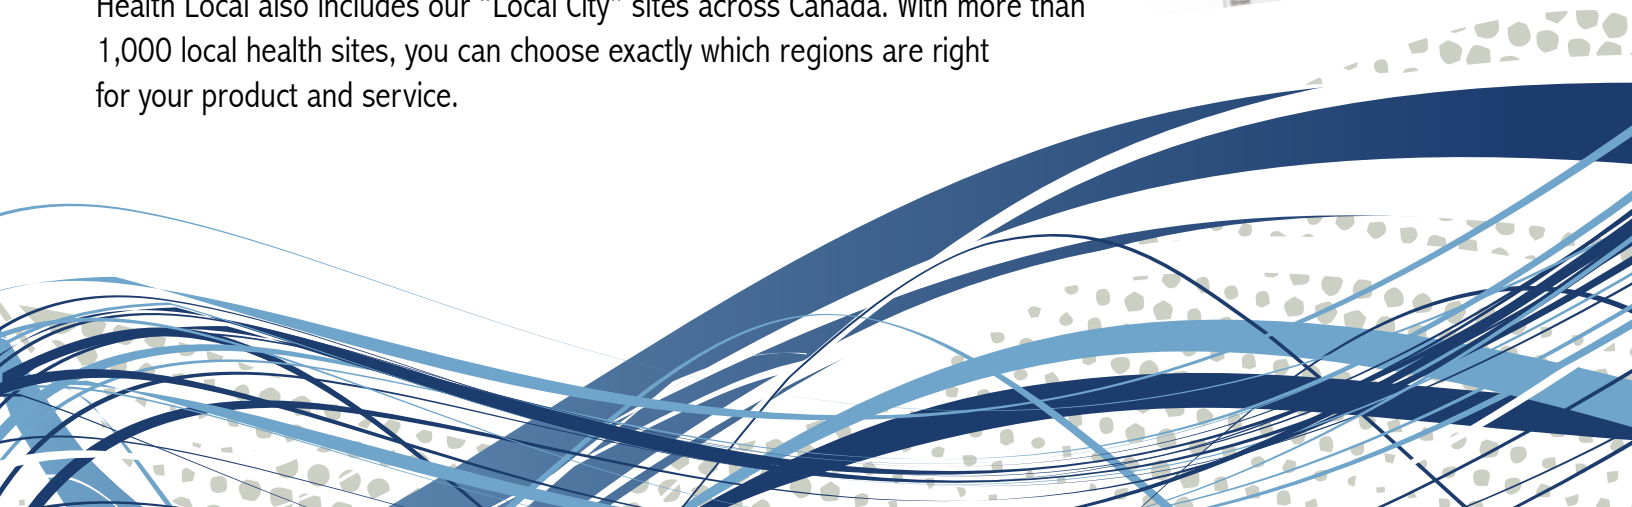 Health Local also includes our "Local City" sites across Canada. With more than
1,000 local health sites, you can choose exactly which regions are right
for your product and service.